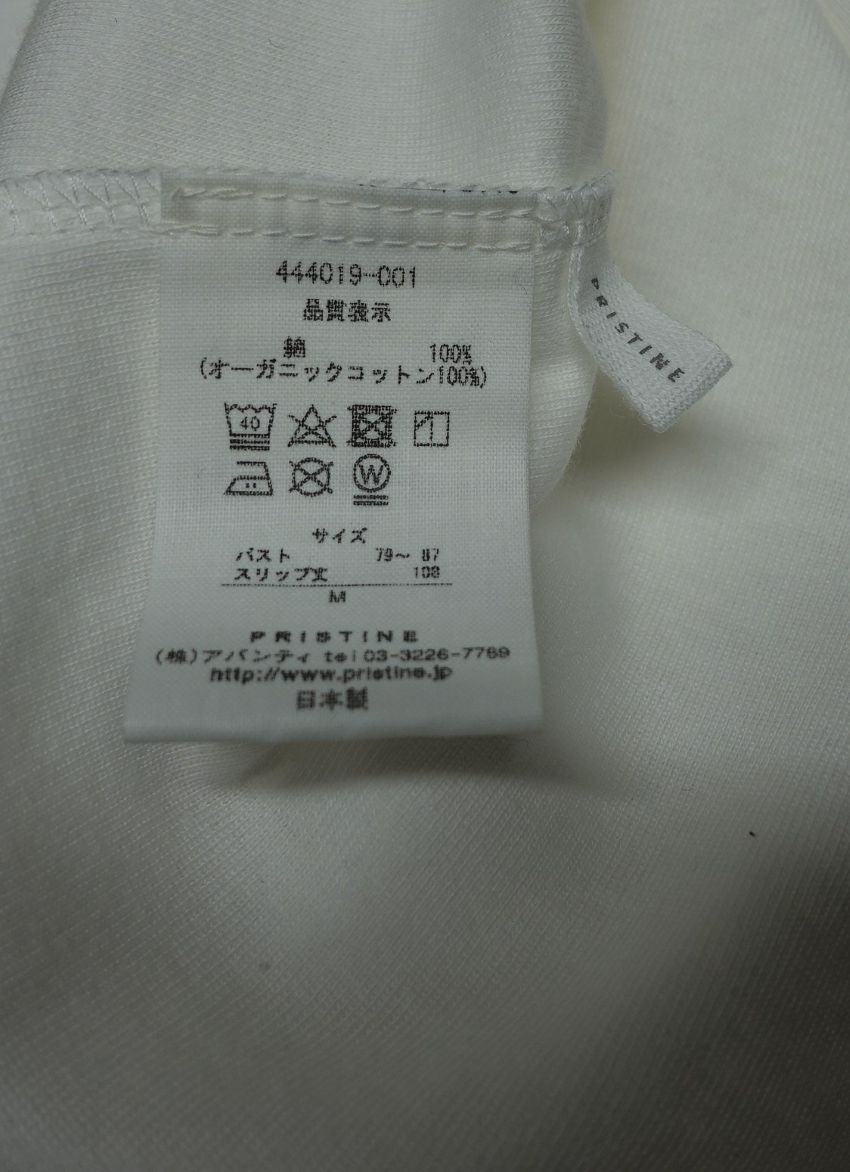 444019-001
品質表示
綿 100%
(オーガニックコットン100%)
40
W
サイズ
バスト 79～ 87
スリップ丈 108
M
PRISTINE
(株)アバンティ tel 03-3226-7789
http://www.pristine.jp
日本製
PRISTINE